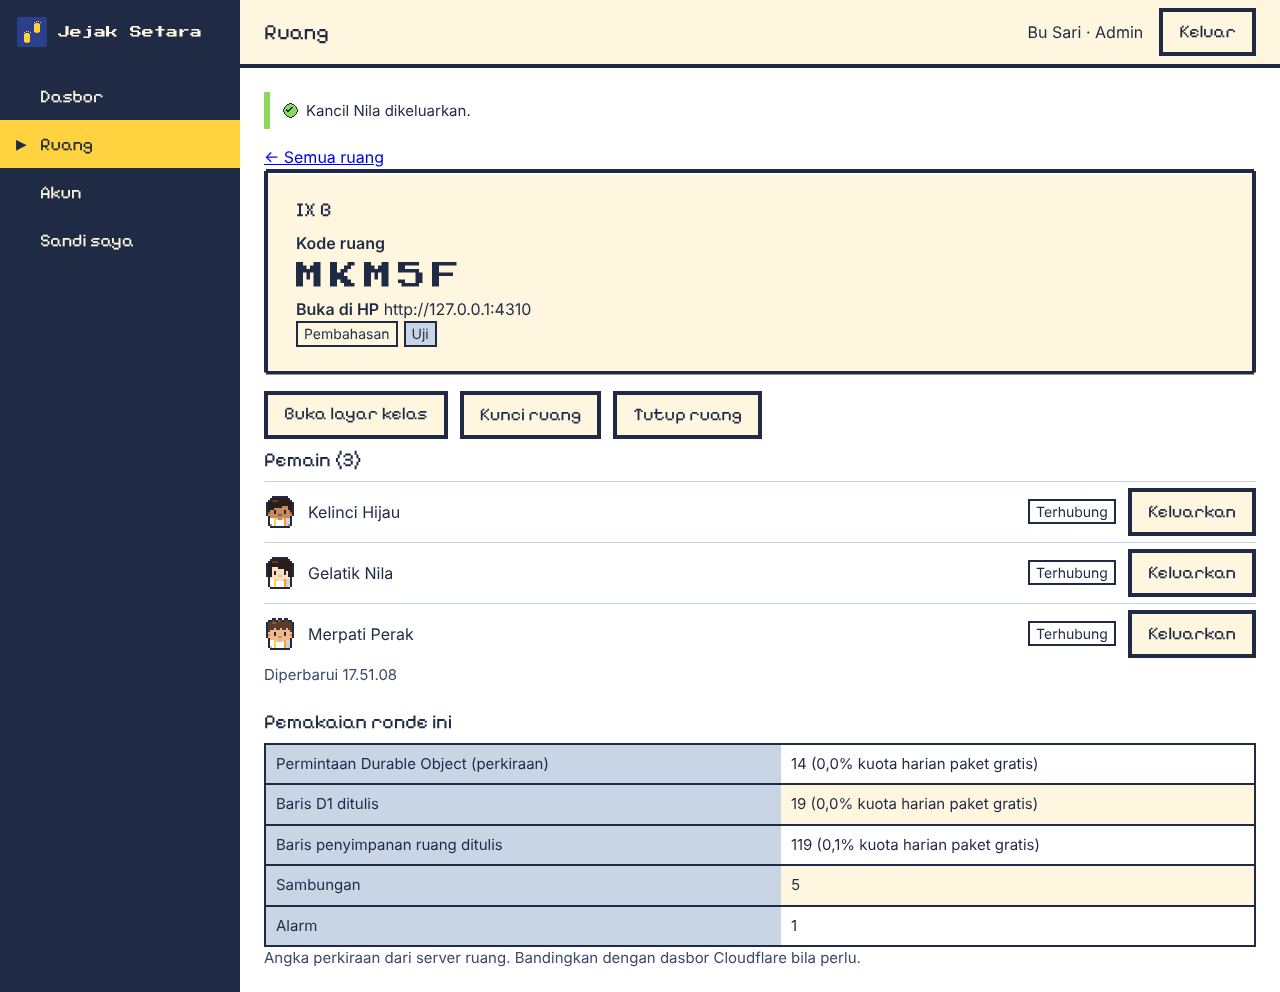 Jejak Setara
Dasbor
▶ Ruang
Akun
Sandi saya
Ruang
Bu Sari · Admin
Keluar
Kancil Nila dikeluarkan.
← Semua ruang
IX B
Kode ruang
MKM5F
Buka di HP http://127.0.0.1:4310
Pembahasan Uji
Buka layar kelas
Kunci ruang
Tutup ruang
Pemain (3)
Kelinci Hijau Terhubung Keluarkan
Gelatik Nila Terhubung Keluarkan
Merpati Perak Terhubung Keluarkan
Diperbarui 17.51.08
Pemakaian ronde ini
Permintaan Durable Object (perkiraan) 14 (0,0% kuota harian paket gratis)
Baris D1 ditulis 19 (0,0% kuota harian paket gratis)
Baris penyimpanan ruang ditulis 119 (0,1% kuota harian paket gratis)
Sambungan 5
Alarm 1
Angka perkiraan dari server ruang. Bandingkan dengan dasbor Cloudflare bila perlu.